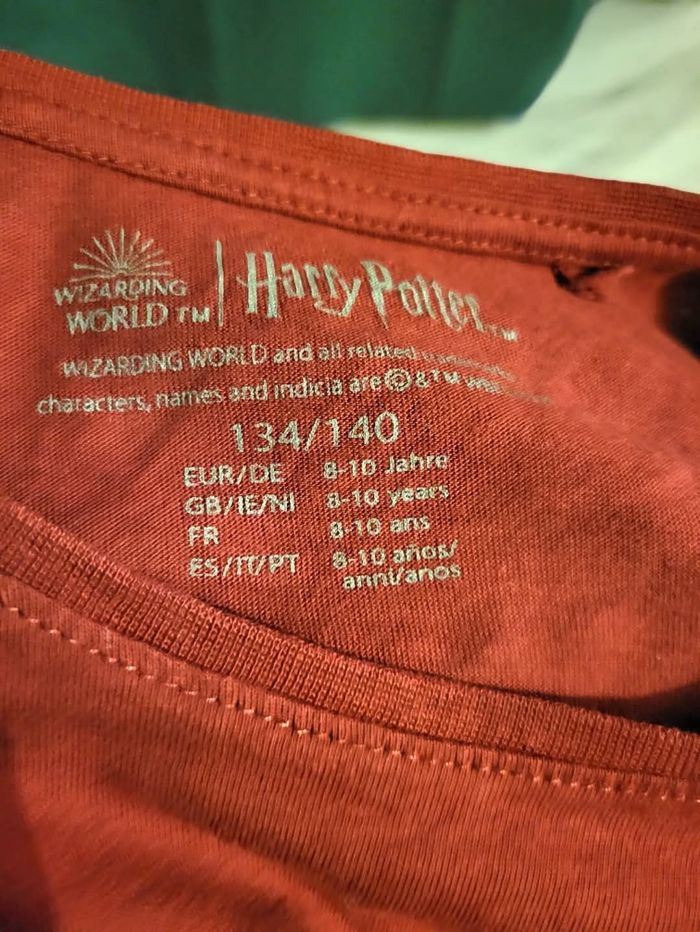 WIZARDING
WORLD TM
Harry Potter TM
WIZARDING WORLD and all related
characters, names and indicia are © & TM
134/140
EUR/DE 8-10 Jahre
GB/IE/NI 8-10 years
FR 8-10 ans
ES/IT/PT 8-10 años/
anni/anos